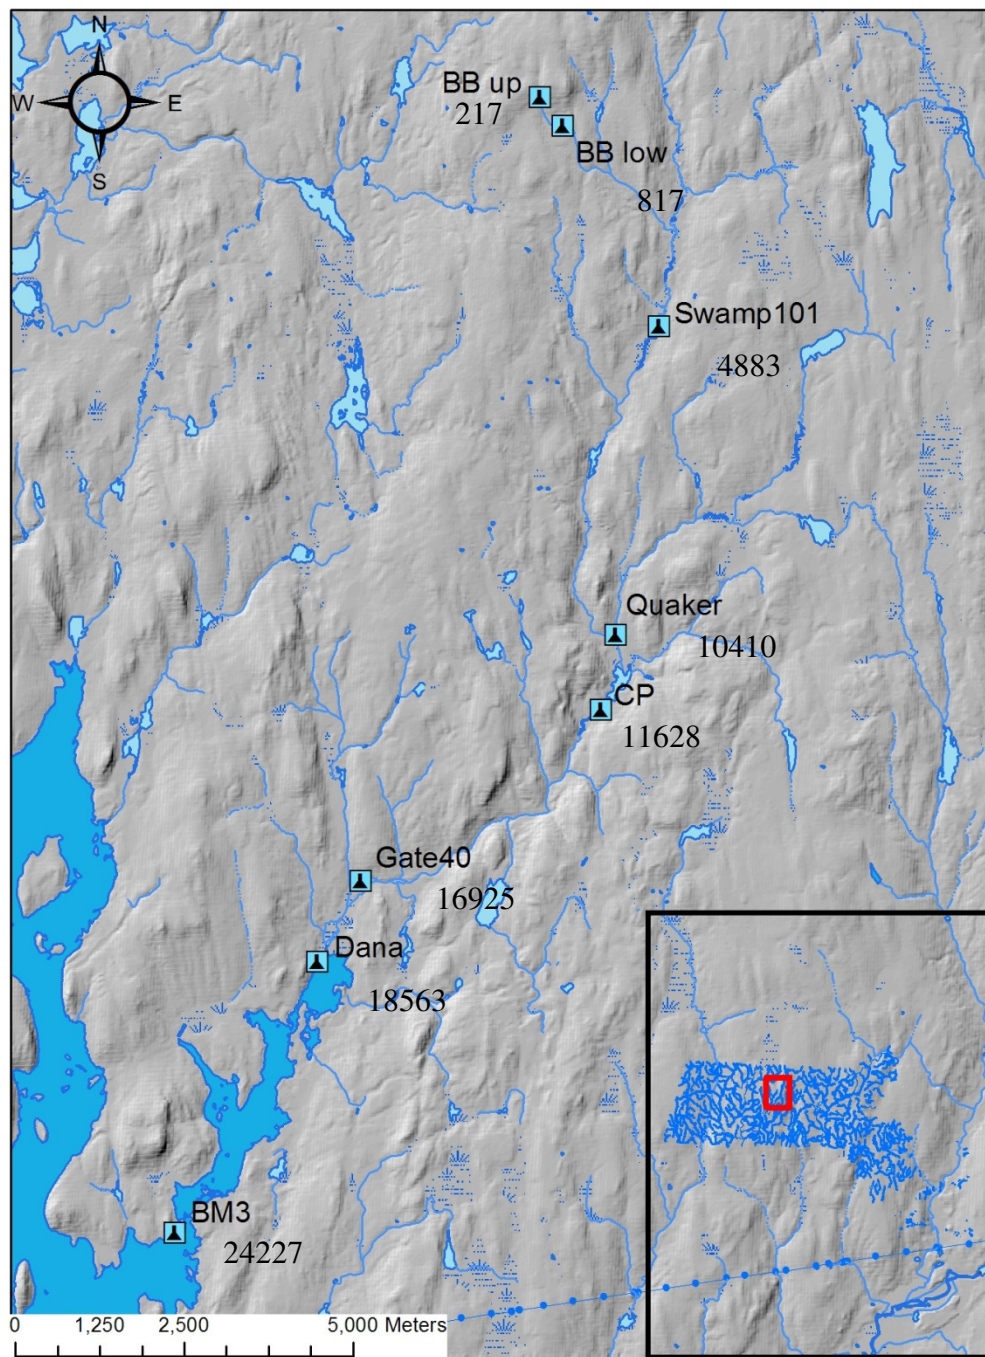 N
W
E
S
BB up
217
BB low
817
Swamp101
4883
Quaker
10410
CP
11628
Gate40
16925
Dana
18563
BM3
24227
0 1,250 2,500 5,000 Meters